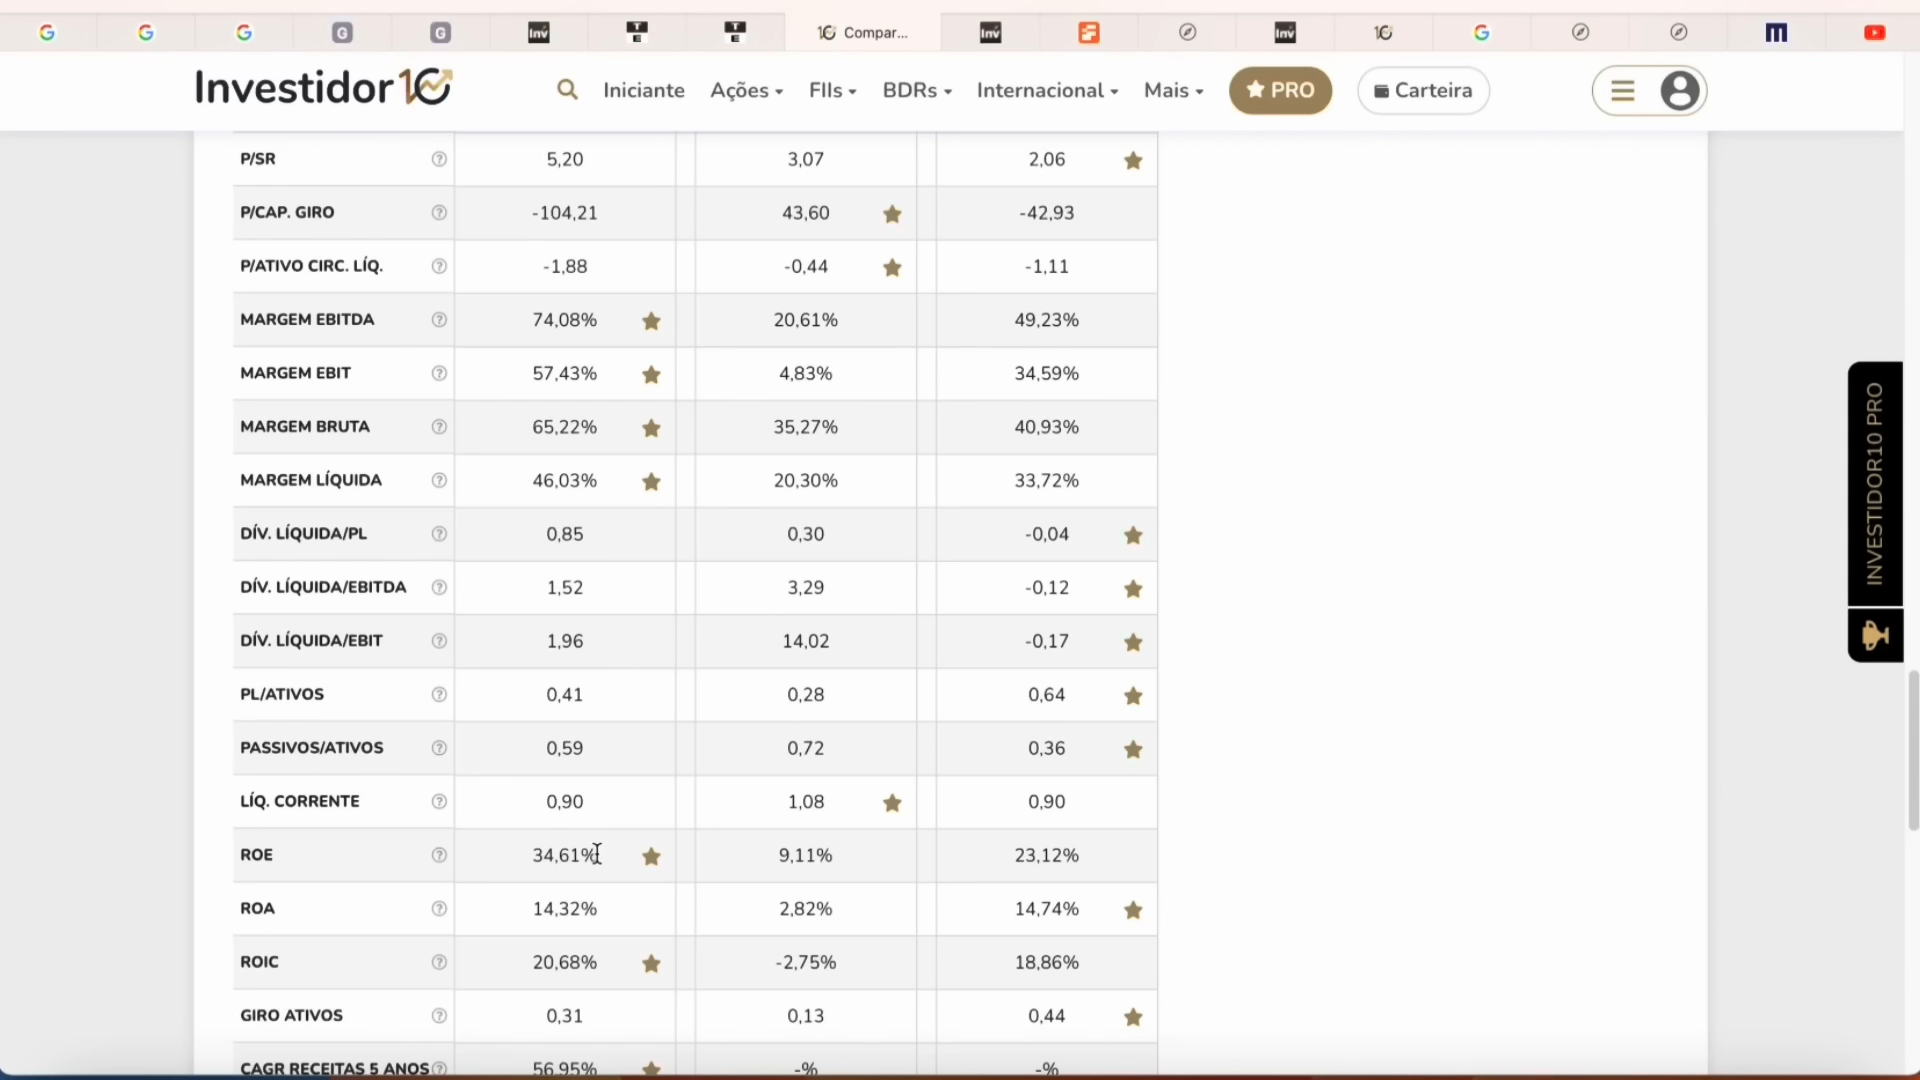 Compar...
Investidor10
Iniciante Ações FIIs BDRs Internacional Mais PRO Carteira
P/SR 5,20 3,07 2,06
P/CAP. GIRO -104,21 43,60 -42,93
P/ATIVO CIRC. LÍQ. -1,88 -0,44 -1,11
MARGEM EBITDA 74,08% 20,61% 49,23%
MARGEM EBIT 57,43% 4,83% 34,59%
MARGEM BRUTA 65,22% 35,27% 40,93%
MARGEM LÍQUIDA 46,03% 20,30% 33,72%
DÍV. LÍQUIDA/PL 0,85 0,30 -0,04
DÍV. LÍQUIDA/EBITDA 1,52 3,29 -0,12
DÍV. LÍQUIDA/EBIT 1,96 14,02 -0,17
PL/ATIVOS 0,41 0,28 0,64
PASSIVOS/ATIVOS 0,59 0,72 0,36
LÍQ. CORRENTE 0,90 1,08 0,90
ROE 34,61% 9,11% 23,12%
ROA 14,32% 2,82% 14,74%
ROIC 20,68% -2,75% 18,86%
GIRO ATIVOS 0,31 0,13 0,44
CAGR RECEITAS 5 ANOS 56,95% -% -%
INVESTIDOR10 PRO